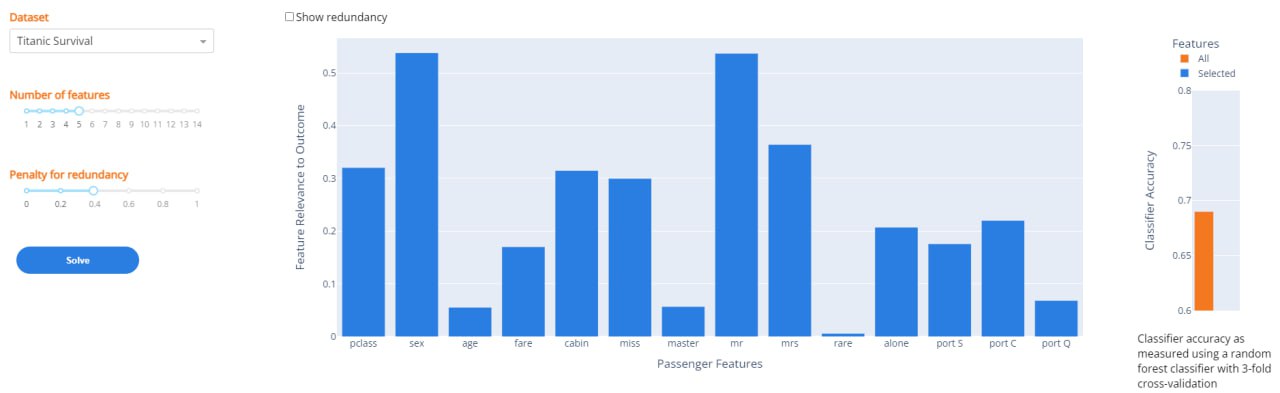 Dataset
Titanic Survival
Number of features
1 2 3 4 5 6 7 8 9 10 11 12 13 14
Penalty for redundancy
0 0.2 0.4 0.6 0.8 1
Solve
Show redundancy
Feature Relevance to Outcome
0.5
0.4
0.3
0.2
0.1
0
pclass sex age fare cabin miss master mr mrs rare alone port S port C port Q
Passenger Features
Features
All
Selected
Classifier Accuracy
0.8
0.75
0.7
0.65
0.6
Classifier accuracy as
measured using a random
forest classifier with 3-fold
cross-validation